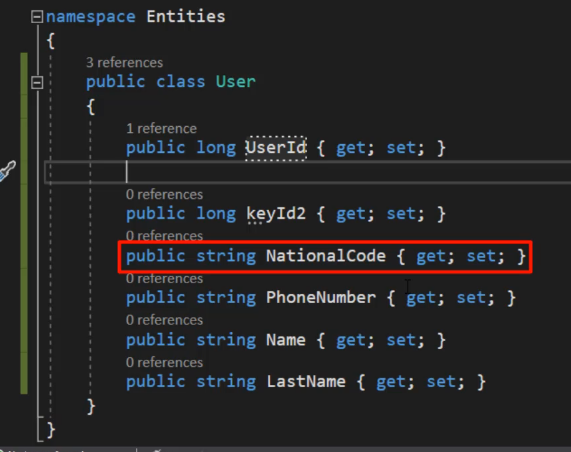 namespace Entities
{
3 references
public class User
{
1 reference
public long UserId { get; set; }
0 references
public long keyId2 { get; set; }
0 references
public string NationalCode { get; set; }
0 references
public string PhoneNumber { get; set; }
0 references
public string Name { get; set; }
0 references
public string LastName { get; set; }
}
}